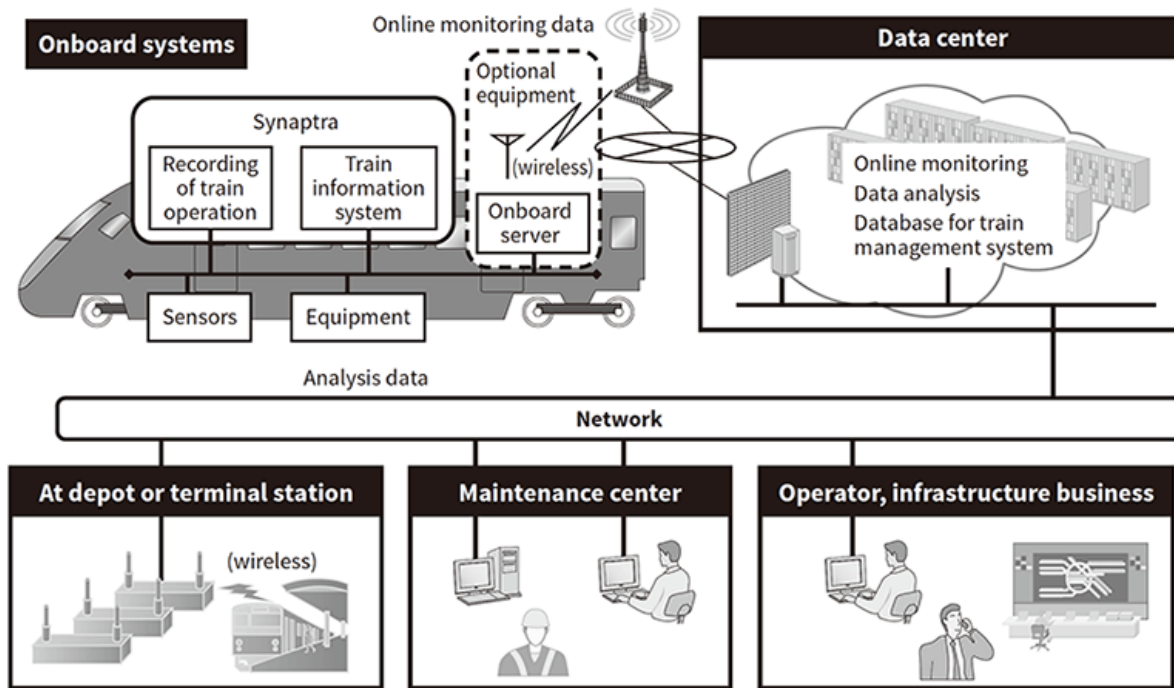 Onboard systems
Online monitoring data
Data center
Optional
equipment
Synaptra
Recording
of train
operation
Train
information
system
(wireless)
Onboard
server
Online monitoring
Data analysis
Database for train
management system
Sensors
Equipment
Analysis data
Network
At depot or terminal station
Maintenance center
Operator, infrastructure business
(wireless)